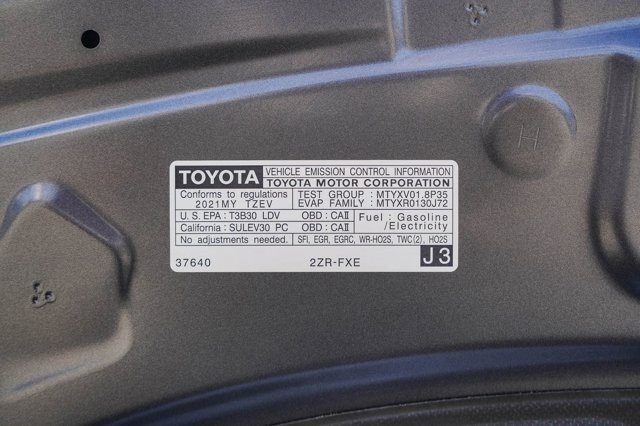 TOYOTA VEHICLE EMISSION CONTROL INFORMATION
TOYOTA MOTOR CORPORATION
Conforms to regulations TEST GROUP : MTYXV01.8P35
2021MY TZEV EVAP FAMILY : MTYXR0130J72
U.S. EPA : T3B30 LDV OBD : CAII Fuel : Gasoline
California : SULEV30 PC OBD : CAII /Electricity
No adjustments needed. SFI, EGR, EGRC, WR-HO2S, TWC(2), HO2S
37640 2ZR-FXE J3
H